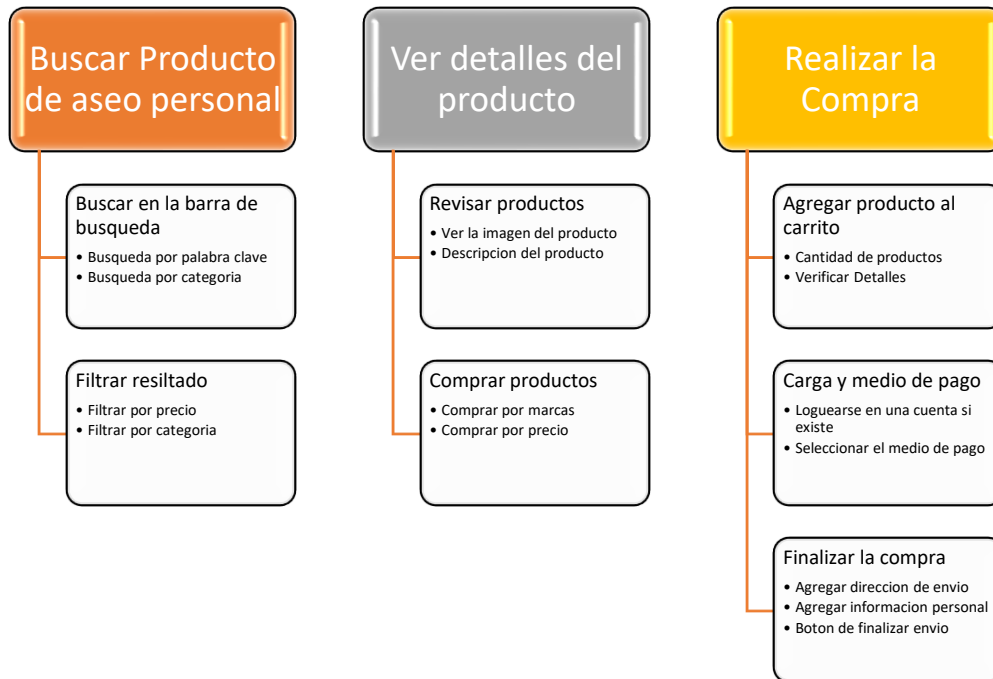 Buscar Producto
de aseo personal
Buscar en la barra de
busqueda
• Busqueda por palabra clave
• Busqueda por categoria
Filtrar resiltado
• Filtrar por precio
• Filtrar por categoria
Ver detalles del
producto
Revisar productos
• Ver la imagen del producto
• Descripcion del producto
Comprar productos
• Comprar por marcas
• Comprar por precio
Realizar la
Compra
Agregar producto al
carrito
• Cantidad de productos
• Verificar Detalles
Carga y medio de pago
• Loguearse en una cuenta si
existe
• Seleccionar el medio de pago
Finalizar la compra
• Agregar direccion de envio
• Agregar informacion personal
• Boton de finalizar envio